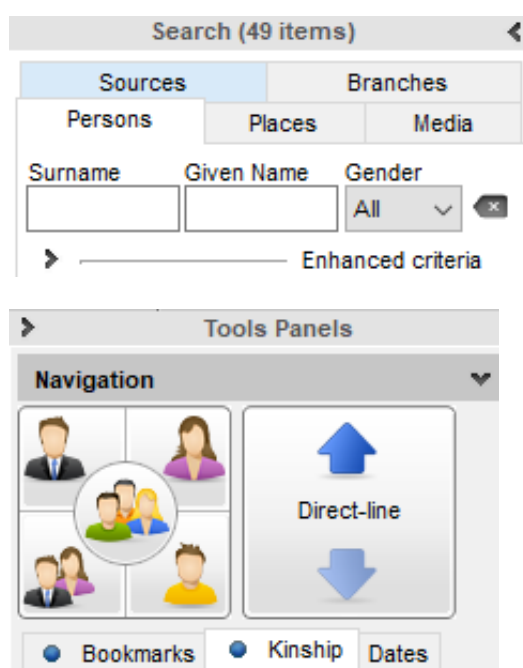 Search (49 items)
Sources Branches
Persons Places Media
Surname Given Name Gender
All
Enhanced criteria
Tools Panels
Navigation
Direct-line
Bookmarks Kinship Dates